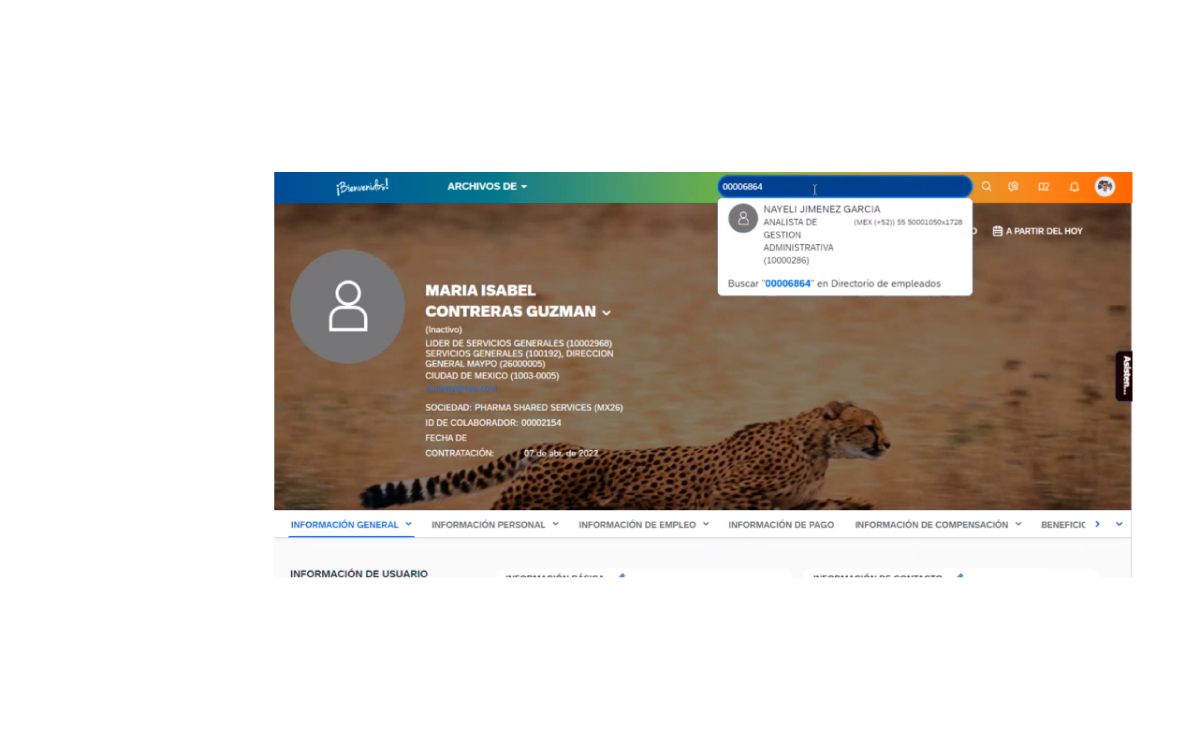 ¡Bienvenidos!
ARCHIVOS DE
00006864
NAYELI JIMENEZ GARCIA
ANALISTA DE
GESTION
ADMINISTRATIVA
(10000286)
(MEX (+52)) 55 50001050x1728
Buscar "00006864" en Directorio de empleados
A PARTIR DEL HOY
MARIA ISABEL
CONTRERAS GUZMAN
(Inactivo)
LIDER DE SERVICIOS GENERALES (10002968)
SERVICIOS GENERALES (100192), DIRECCION
GENERAL MAYPO (26000005)
CIUDAD DE MEXICO (1003-0005)
SOCIEDAD: PHARMA SHARED SERVICES (MX26)
ID DE COLABORADOR: 00002154
FECHA DE
CONTRATACIÓN: 07 de abr. de 2022
Asisten...
INFORMACIÓN GENERAL INFORMACIÓN PERSONAL INFORMACIÓN DE EMPLEO INFORMACIÓN DE PAGO INFORMACIÓN DE COMPENSACIÓN BENEFICIO
INFORMACIÓN DE USUARIO
INFORMACIÓN BÁSICA
INFORMACIÓN DE CONTACTO